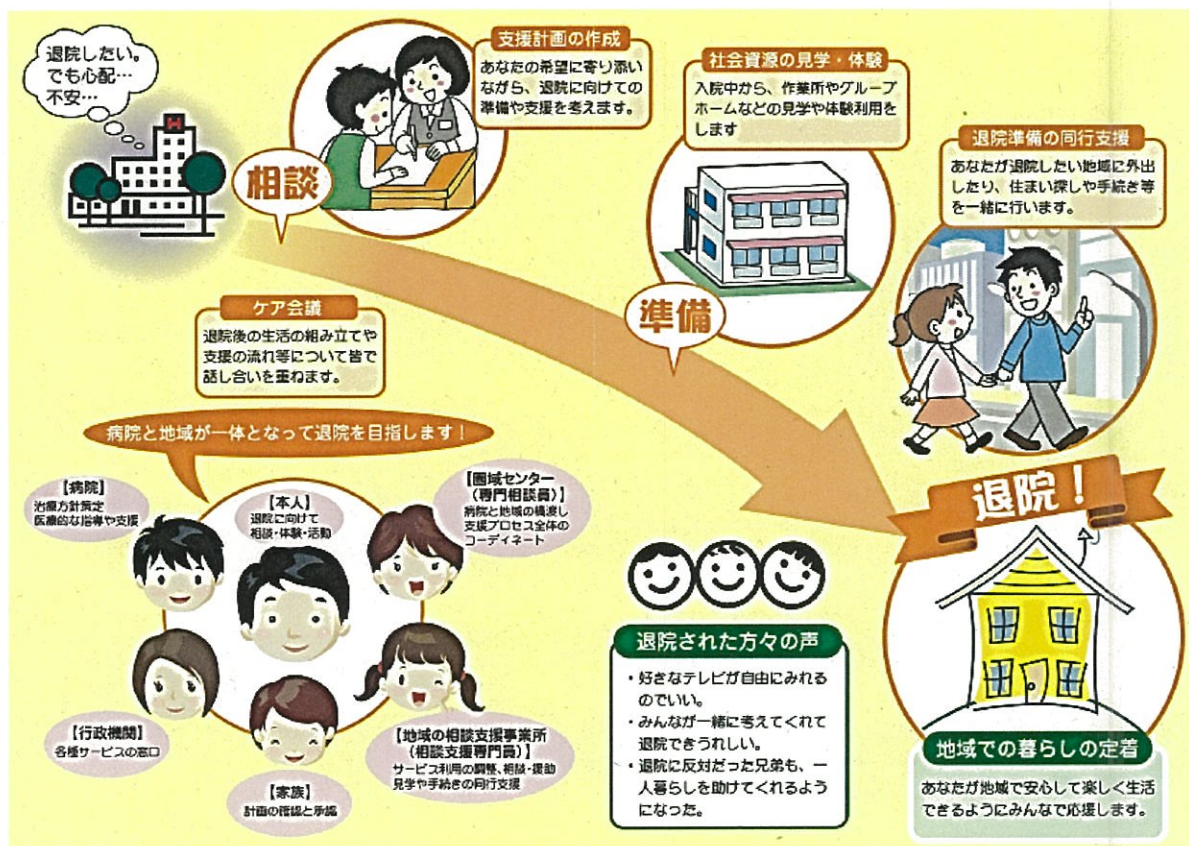 退院したい。
でも心配…
不安…
H
相談
支援計画の作成
あなたの希望に寄り添い
ながら、退院に向けての
準備や支援を考えます。
社会資源の見学・体験
入院中から、作業所やグループ
ホームなどの見学や体験利用を
します
準備
退院準備の同行支援
あなたが退院したい地域に外出
したり、住まい探しや手続き等
を一緒に行います。
ケア会議
退院後の生活の組み立てや
支援の流れ等について皆で
話し合いを重ねます。
病院と地域が一体となって退院を目指します!
【病院】
治療方針策定
医療的な指導や支援
【本人】
退院に向けて
相談・体験・活動
【圏域センター
(専門相談員)】
病院と地域の橋渡し
支援プロセス全体の
コーディネート
【行政機関】
各種サービスの窓口
【家族】
計画の確認と承認
【地域の相談支援事業所
(相談支援専門員)】
サービス利用の調整、相談・援助
見学や手続きの同行支援
退院された方々の声
・好きなテレビが自由にみれる
のでいい。
・みんなが一緒に考えてくれて
退院できうれしい。
・退院に反対だった兄弟も、一
人暮らしを助けてくれるよう
になった。
退院!
地域での暮らしの定着
あなたが地域で安心して楽しく生活
できるようにみんなで応援します。